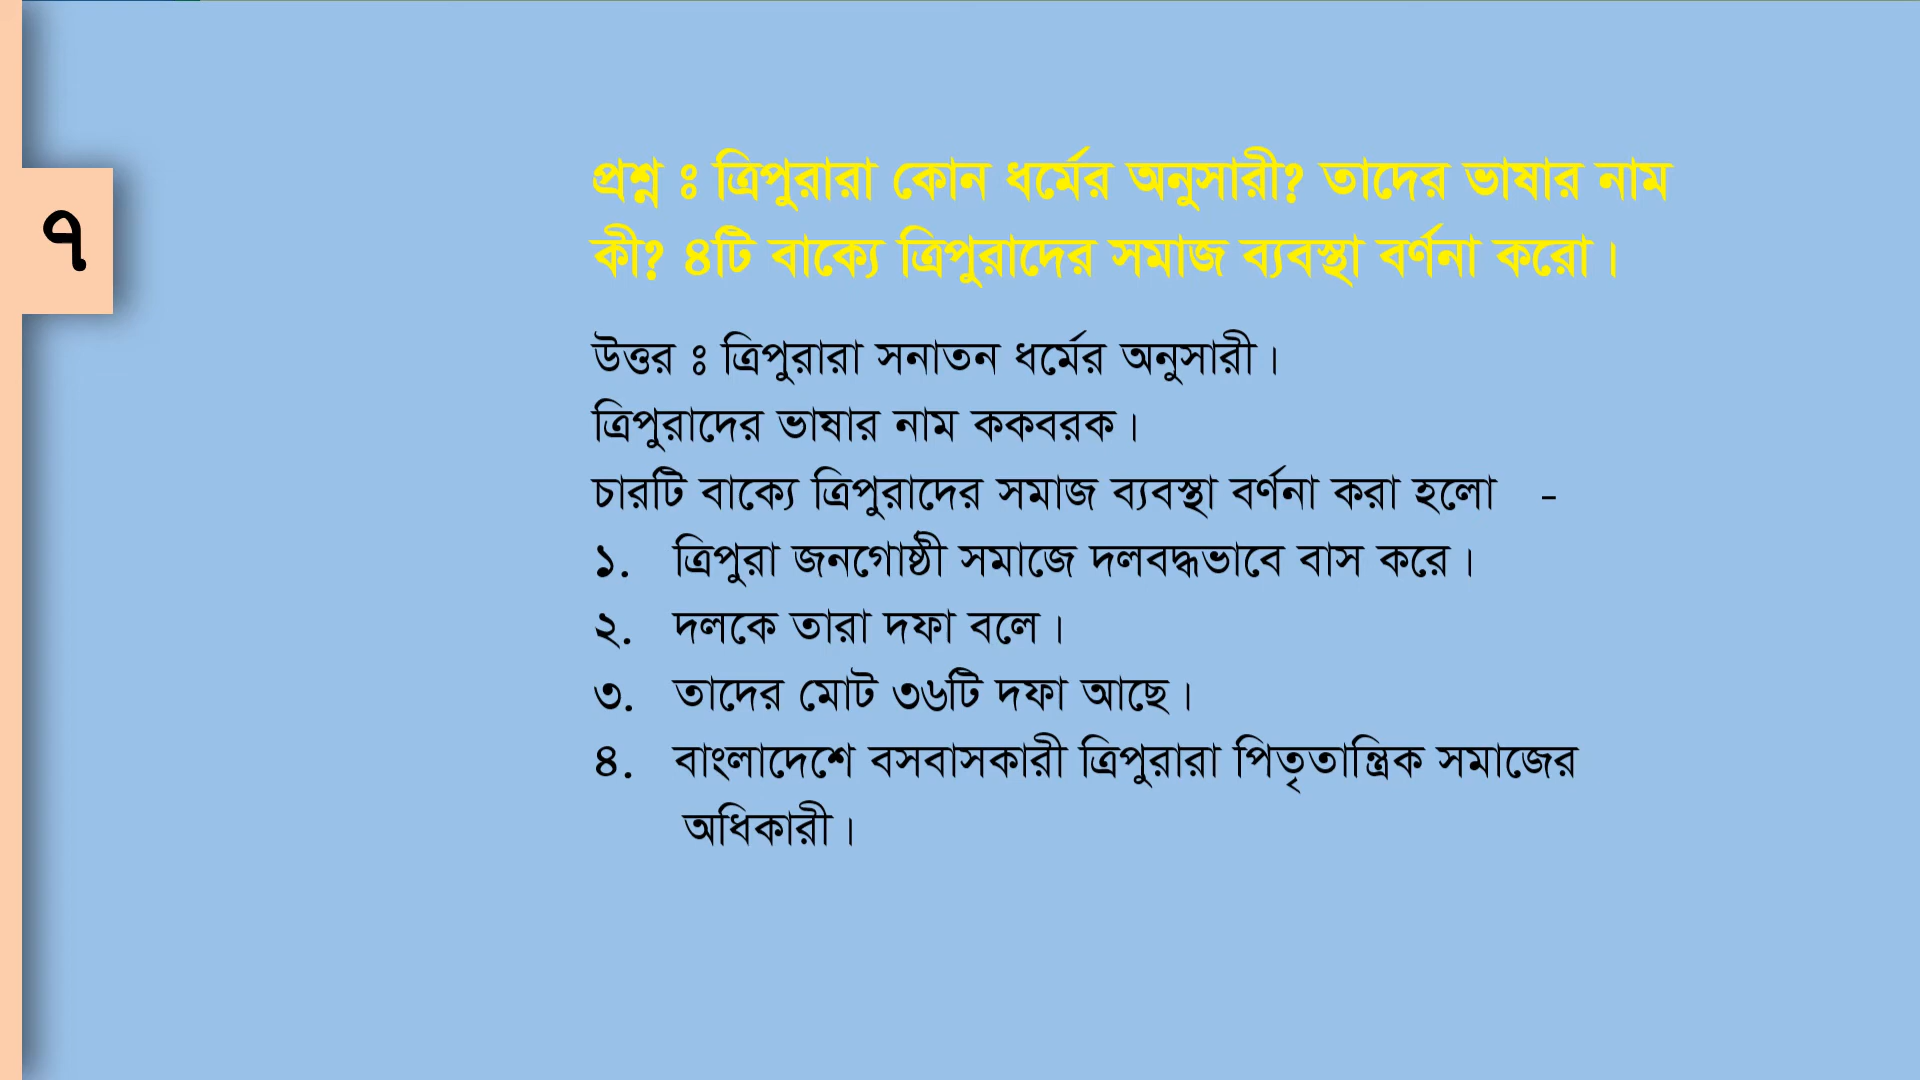 ৭
প্রশ্ন ঃ ত্রিপুরারা কোন ধর্মের অনুসারী? তাদের ভাষার নাম
কী? ৪টি বাক্যে ত্রিপুরাদের সমাজ ব্যবস্থা বর্ণনা করো।
উত্তর ঃ ত্রিপুরারা সনাতন ধর্মের অনুসারী।
ত্রিপুরাদের ভাষার নাম ককবরক।
চারটি বাক্যে ত্রিপুরাদের সমাজ ব্যবস্থা বর্ণনা করা হলো -
১. ত্রিপুরা জনগোষ্ঠী সমাজে দলবদ্ধভাবে বাস করে।
২. দলকে তারা দফা বলে।
৩. তাদের মোট ৩৬টি দফা আছে।
৪. বাংলাদেশে বসবাসকারী ত্রিপুরারা পিতৃতান্ত্রিক সমাজের
অধিকারী।